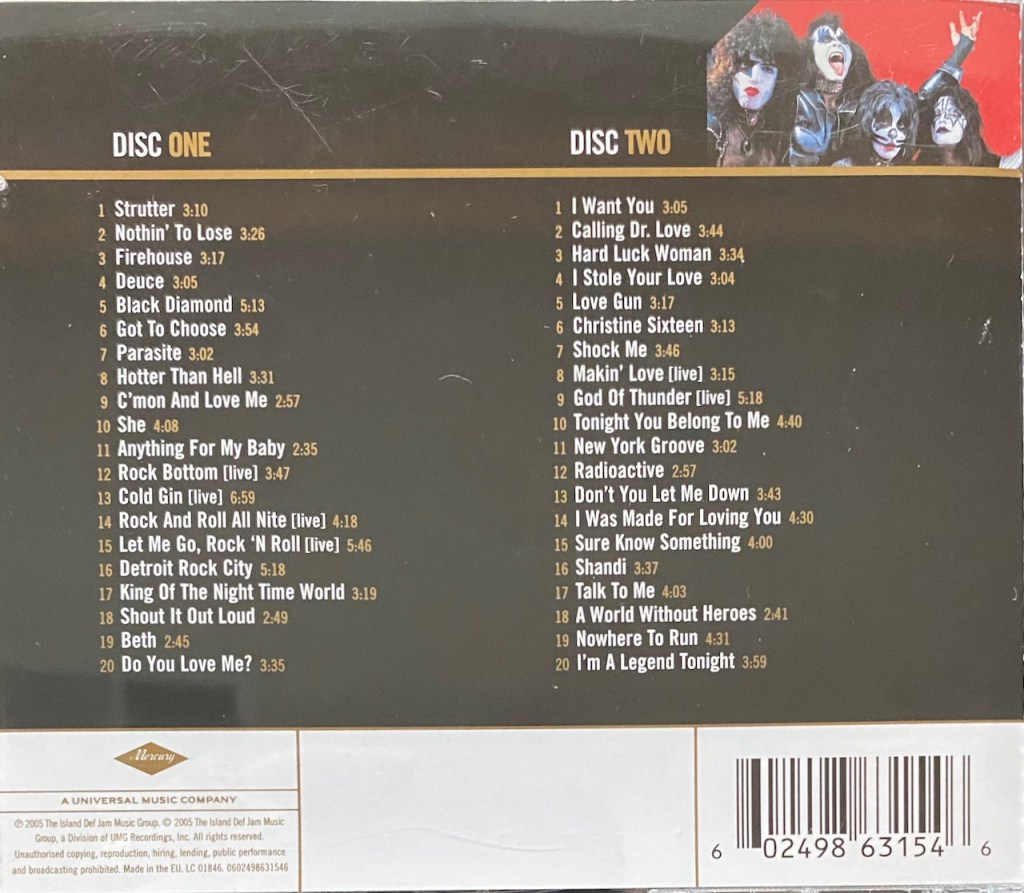 DISC ONE
1 Strutter 3:10
2 Nothin' To Lose 3:26
3 Firehouse 3:17
4 Deuce 3:05
5 Black Diamond 5:13
6 Got To Choose 3:54
7 Parasite 3:02
8 Hotter Than Hell 3:31
9 C'mon And Love Me 2:57
10 She 4:08
11 Anything For My Baby 2:35
12 Rock Bottom [live] 3:47
13 Cold Gin [live] 6:59
14 Rock And Roll All Nite [live] 4:18
15 Let Me Go, Rock 'N Roll [live] 5:46
16 Detroit Rock City 5:18
17 King Of The Night Time World 3:19
18 Shout It Out Loud 2:49
19 Beth 2:45
20 Do You Love Me? 3:35
DISC TWO
1 I Want You 3:05
2 Calling Dr. Love 3:44
3 Hard Luck Woman 3:34
4 I Stole Your Love 3:04
5 Love Gun 3:17
6 Christine Sixteen 3:13
7 Shock Me 3:46
8 Makin' Love [live] 3:15
9 God Of Thunder [live] 5:18
10 Tonight You Belong To Me 4:40
11 New York Groove 3:02
12 Radioactive 2:57
13 Don't You Let Me Down 3:43
14 I Was Made For Loving You 4:30
15 Sure Know Something 4:00
16 Shandi 3:37
17 Talk To Me 4:03
18 A World Without Heroes 2:41
19 Nowhere To Run 4:31
20 I'm A Legend Tonight 3:59
Mercury
A UNIVERSAL MUSIC COMPANY
℗ 2005 The Island Def Jam Music Group. © 2005 The Island Def Jam Music
Group, a Division of UMG Recordings, Inc. All rights reserved.
Unauthorised copying, reproduction, hiring, lending, public performance
and broadcasting prohibited. Made in the EU. LC 01846. 0602498631546
6 02498 63154 6